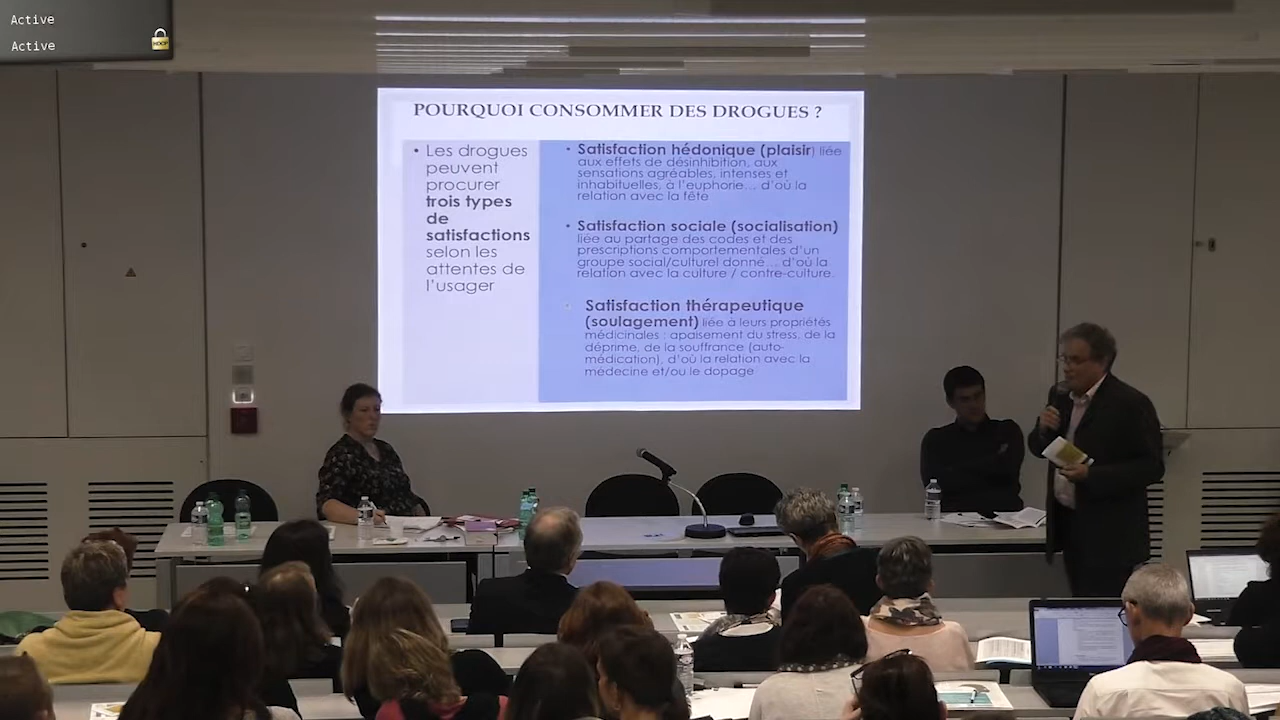 Active
Active
HDCP
POURQUOI CONSOMMER DES DROGUES ?
• Les drogues
peuvent
procurer
trois types
de
satisfactions
selon les
attentes de
l'usager
• Satisfaction hédonique (plaisir) liée
aux effets de désinhibition, aux
sensations agréables, intenses et
inhabituelles, à l'euphorie… d'où la
relation avec la fête
• Satisfaction sociale (socialisation)
liée au partage des codes et des
prescriptions comportementales d'un
groupe social/culturel donné… d'où la
relation avec la culture / contre-culture.
• Satisfaction thérapeutique
(soulagement) liée à leurs propriétés
médicinales : apaisement du stress, de la
déprime, de la souffrance (auto-
médication), d'où la relation avec la
médecine et/ou le dopage